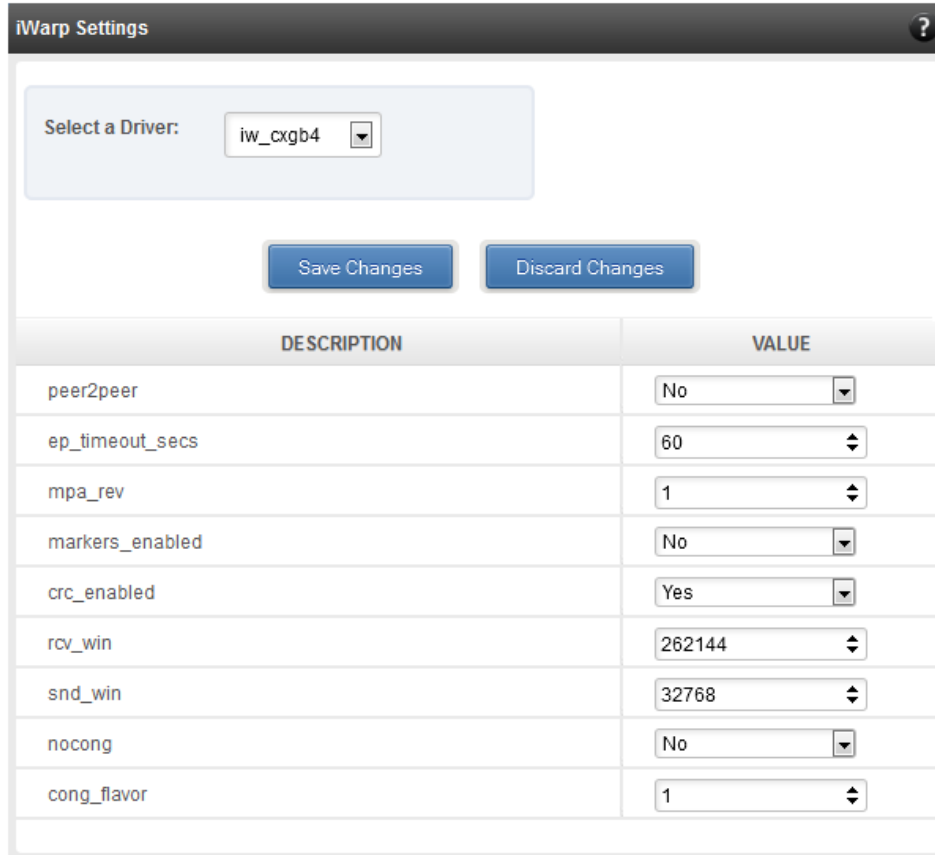 iWarp Settings ?
Select a Driver: iw_cxgb4
Save Changes Discard Changes
DESCRIPTION VALUE
peer2peer No
ep_timeout_secs 60
mpa_rev 1
markers_enabled No
crc_enabled Yes
rcv_win 262144
snd_win 32768
nocong No
cong_flavor 1